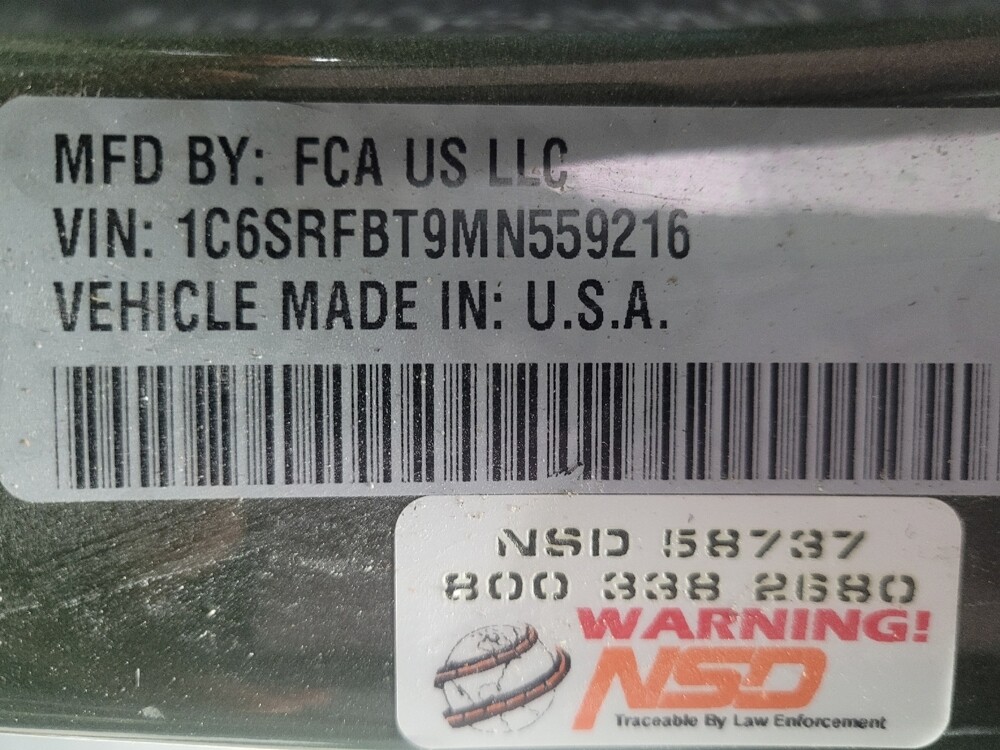 MFD BY: FCA US LLC
VIN: 1C6SRFBT9MN559216
VEHICLE MADE IN: U.S.A.
NSD 58737
800 338 2680
WARNING!
NSD
Traceable By Law Enforcement